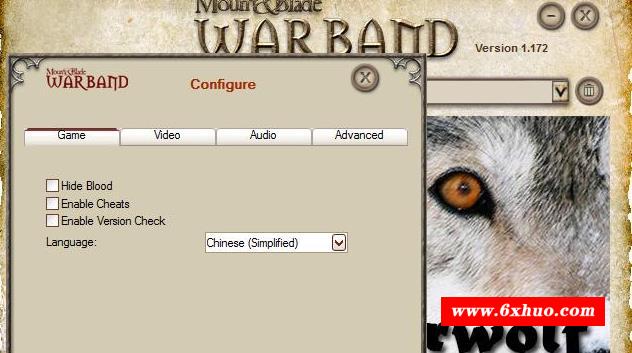 Mount&Blade
WARBAND
Version 1.172
Mount&Blade
WARBAND
Configure
Game
Video
Audio
Advanced
Hide Blood
Enable Cheats
Enable Version Check
Language:
Chinese (Simplified)
www.6xhuo.com